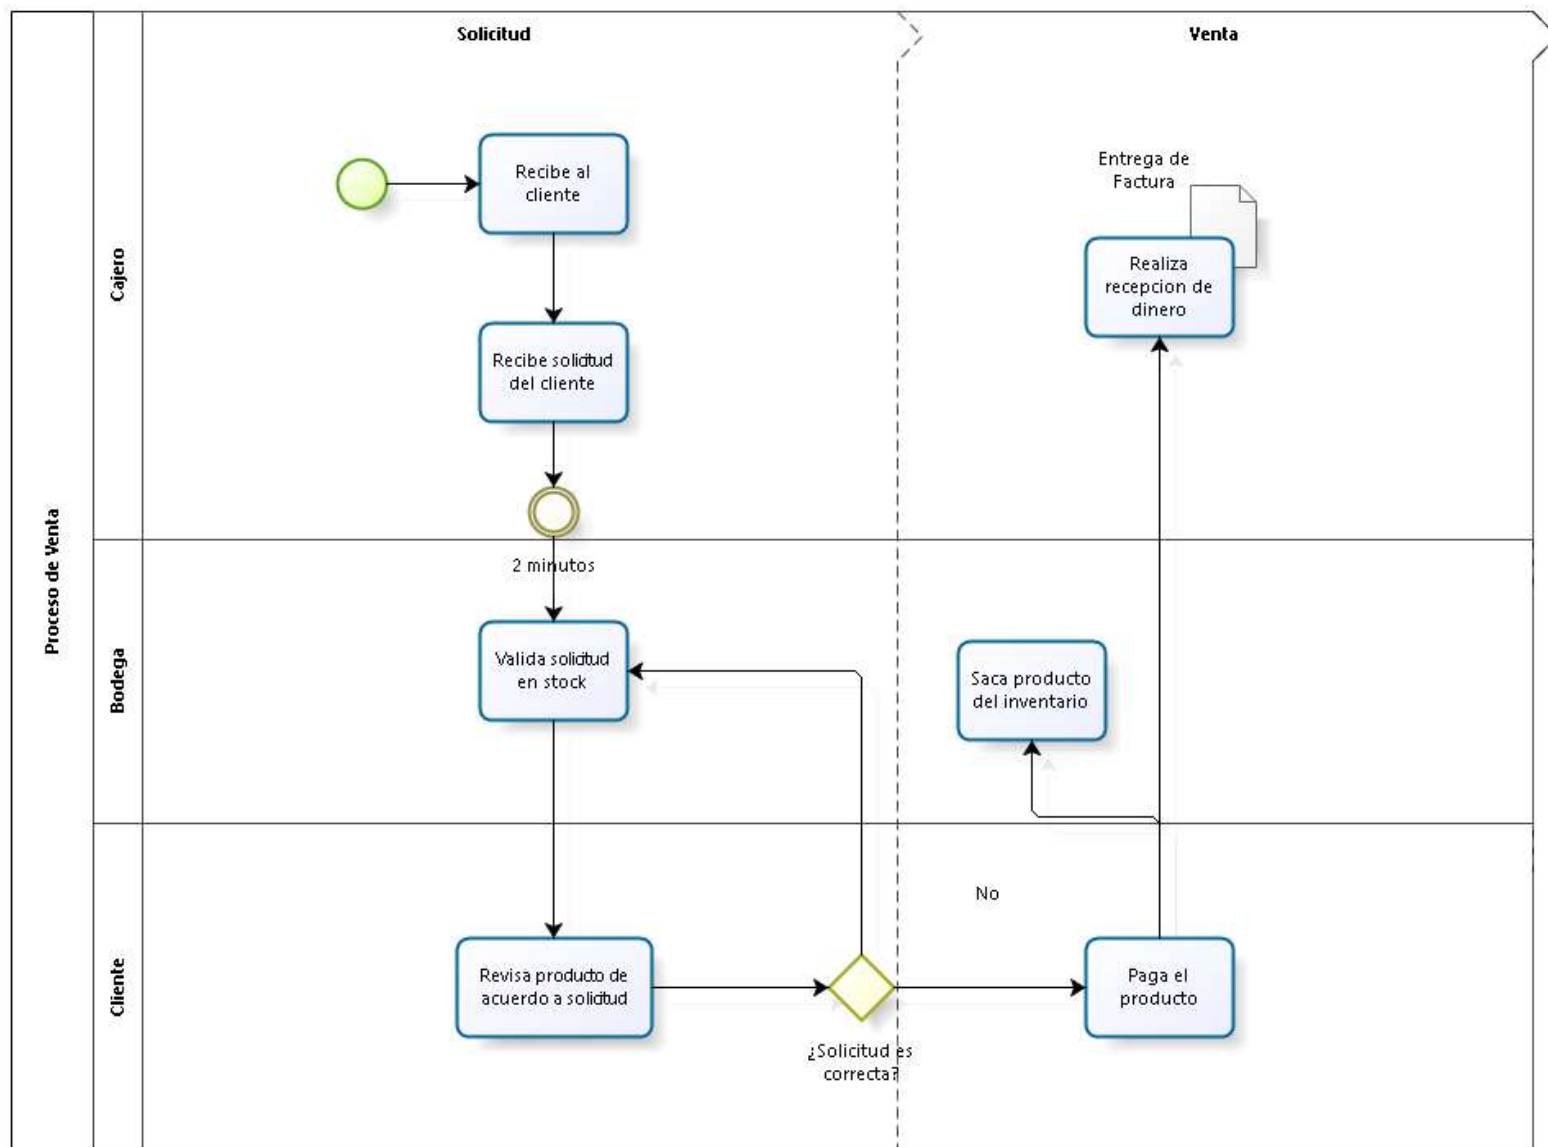 Solicitud
Venta
Proceso de Venta
Cajero
Recibe al
cliente
Entrega de
Factura
Realiza
recepcion de
dinero
Recibe solicitud
del cliente
2 minutos
Bodega
Valida solicitud
en stock
Saca producto
del inventario
Cliente
No
Revisa producto de
acuerdo a solicitud
¿Solicitud es
correcta?
Paga el
producto